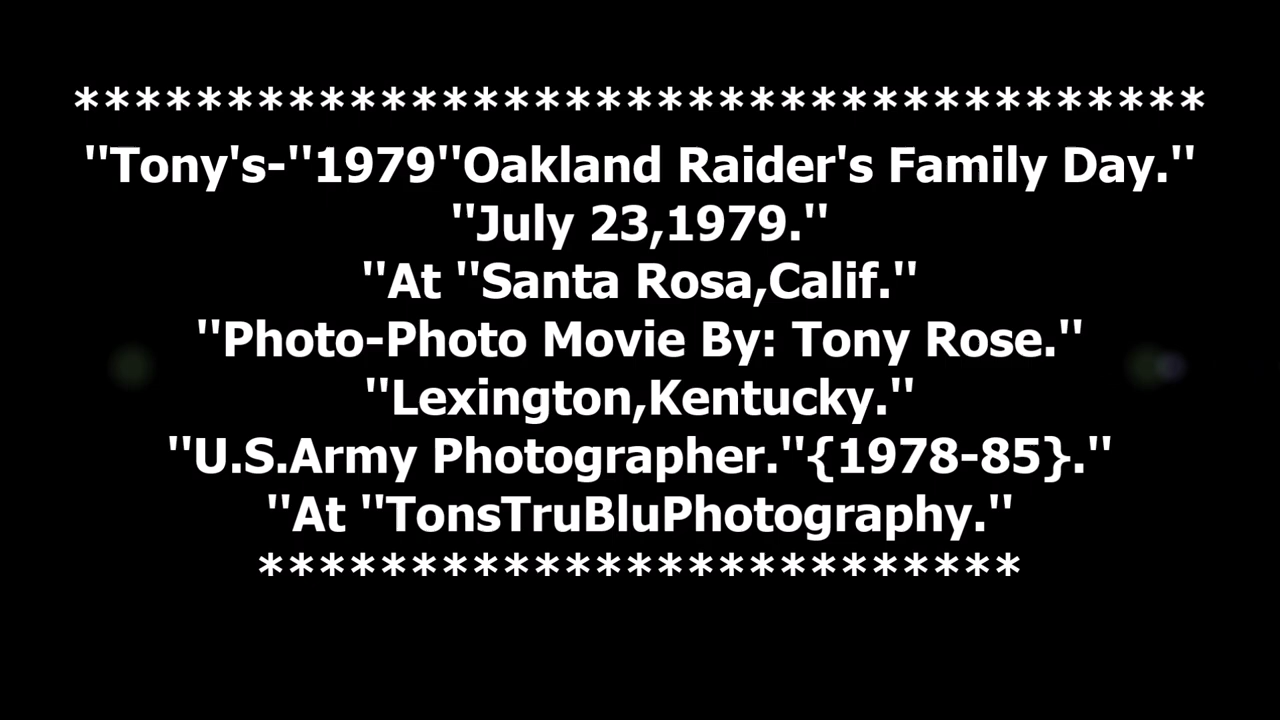 *************************************
"Tony's-"1979"Oakland Raider's Family Day."
"July 23,1979."
"At "Santa Rosa,Calif."
"Photo-Photo Movie By: Tony Rose."
"Lexington,Kentucky."
"U.S.Army Photographer."{1978-85}."
"At "TonsTruBluPhotography."
*************************